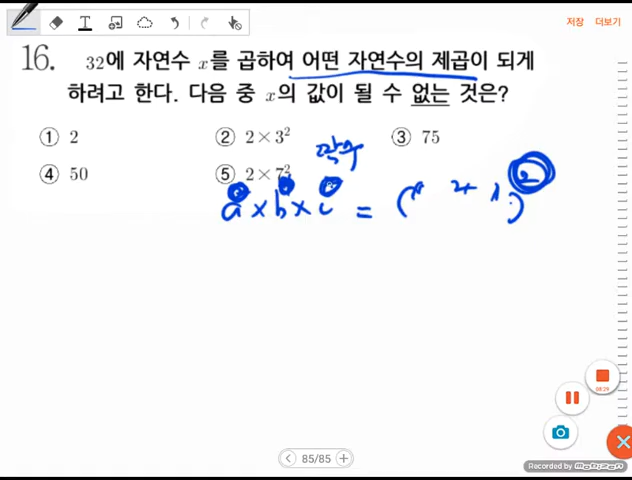 저장 더보기
16. 32에 자연수 x를 곱하여 어떤 자연수의 제곱이 되게
하려고 한다. 다음 중 x의 값이 될 수 없는 것은?
① 2 ② 2 × 3² ③ 75
④ 50 ⑤ 2 × 7²
짝수
a × b × c = ( )²
85/85
Recorded by Mobizen